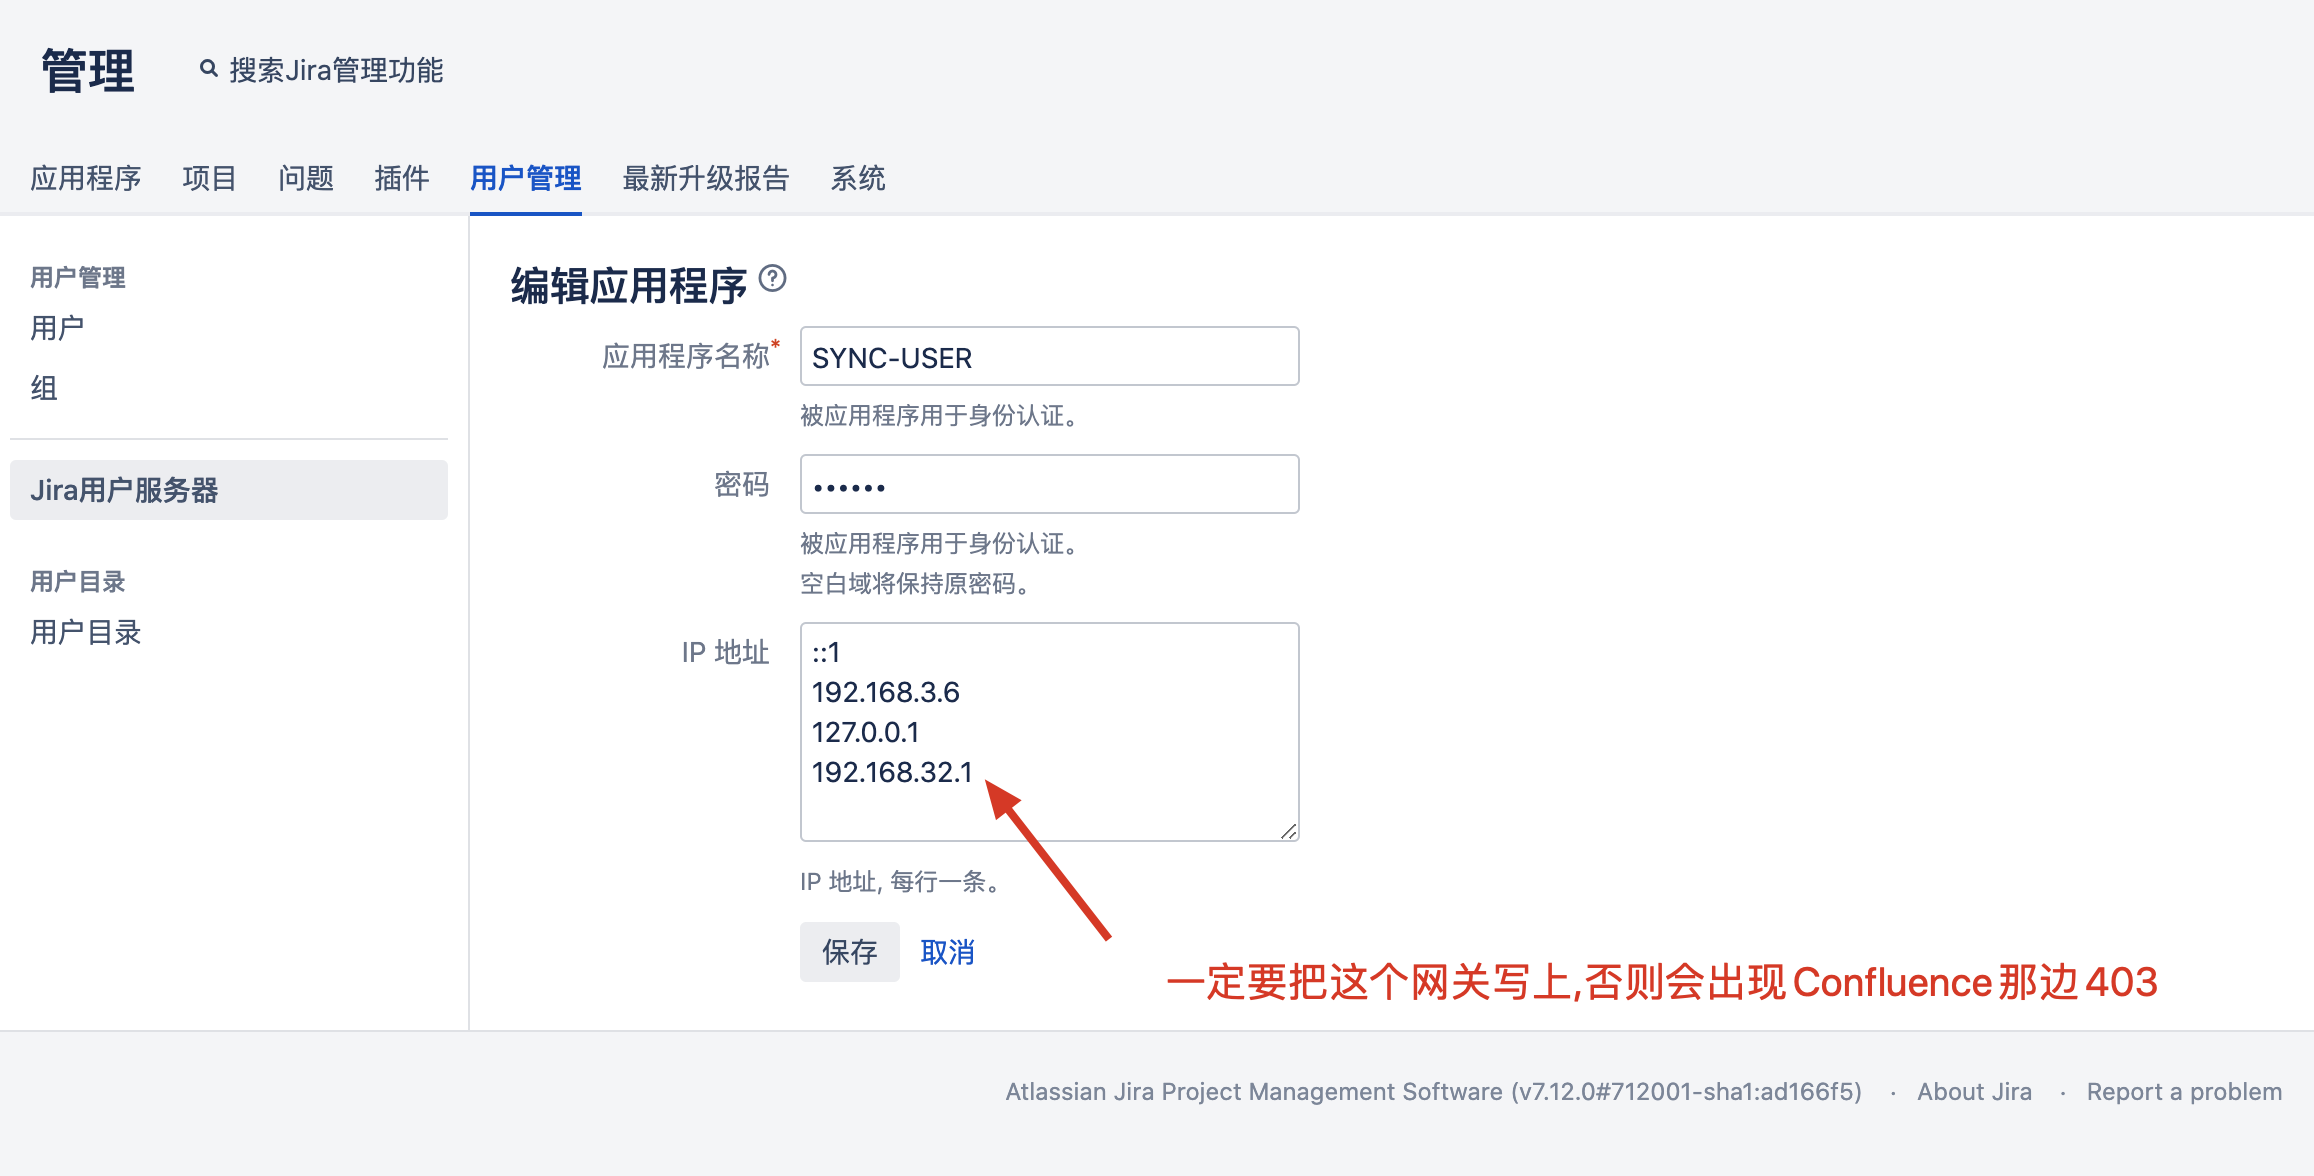 管理
搜索Jira管理功能
应用程序 项目 问题 插件 用户管理 最新升级报告 系统
用户管理
用户
组
Jira用户服务器
用户目录
用户目录
编辑应用程序
应用程序名称* SYNC-USER
被应用程序用于身份认证。
密码 ••••••
被应用程序用于身份认证。
空白域将保持原密码。
IP 地址 ::1
192.168.3.6
127.0.0.1
192.168.32.1
IP 地址, 每行一条。
保存 取消
一定要把这个网关写上,否则会出现Confluence那边403
Atlassian Jira Project Management Software (v7.12.0#712001-sha1:ad166f5) · About Jira · Report a problem